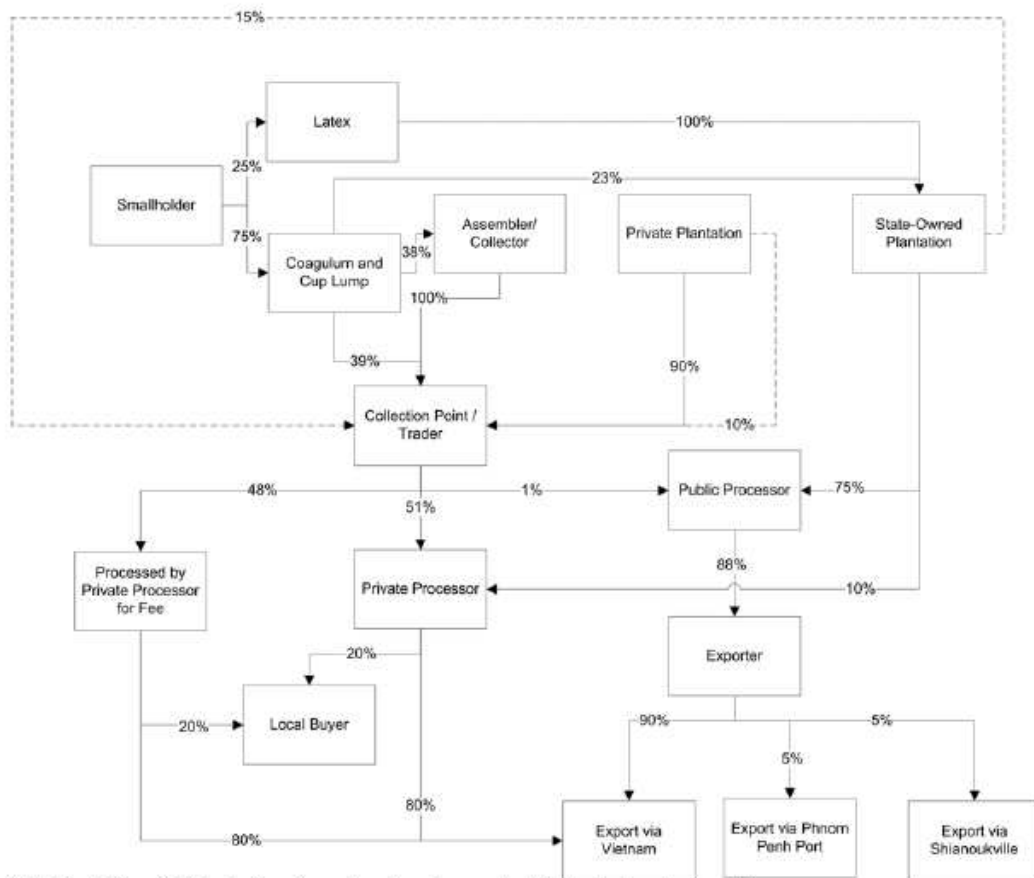 15%
Latex
100%
25%
23%
Smallholder
75%
Assembler/
Collector
Private Plantation
State-Owned
Plantation
38%
Coagulum and
Cup Lump
100%
39%
90%
Collection Point /
Trader
10%
48%
1%
51%
Public Processor
75%
88%
Processed by
Private Processor
for Fee
Private Processor
10%
Exporter
20%
Local Buyer
20%
90%
5%
5%
80%
80%
Export via
Vietnam
Export via Phnom
Penh Port
Export via
Shianoukville